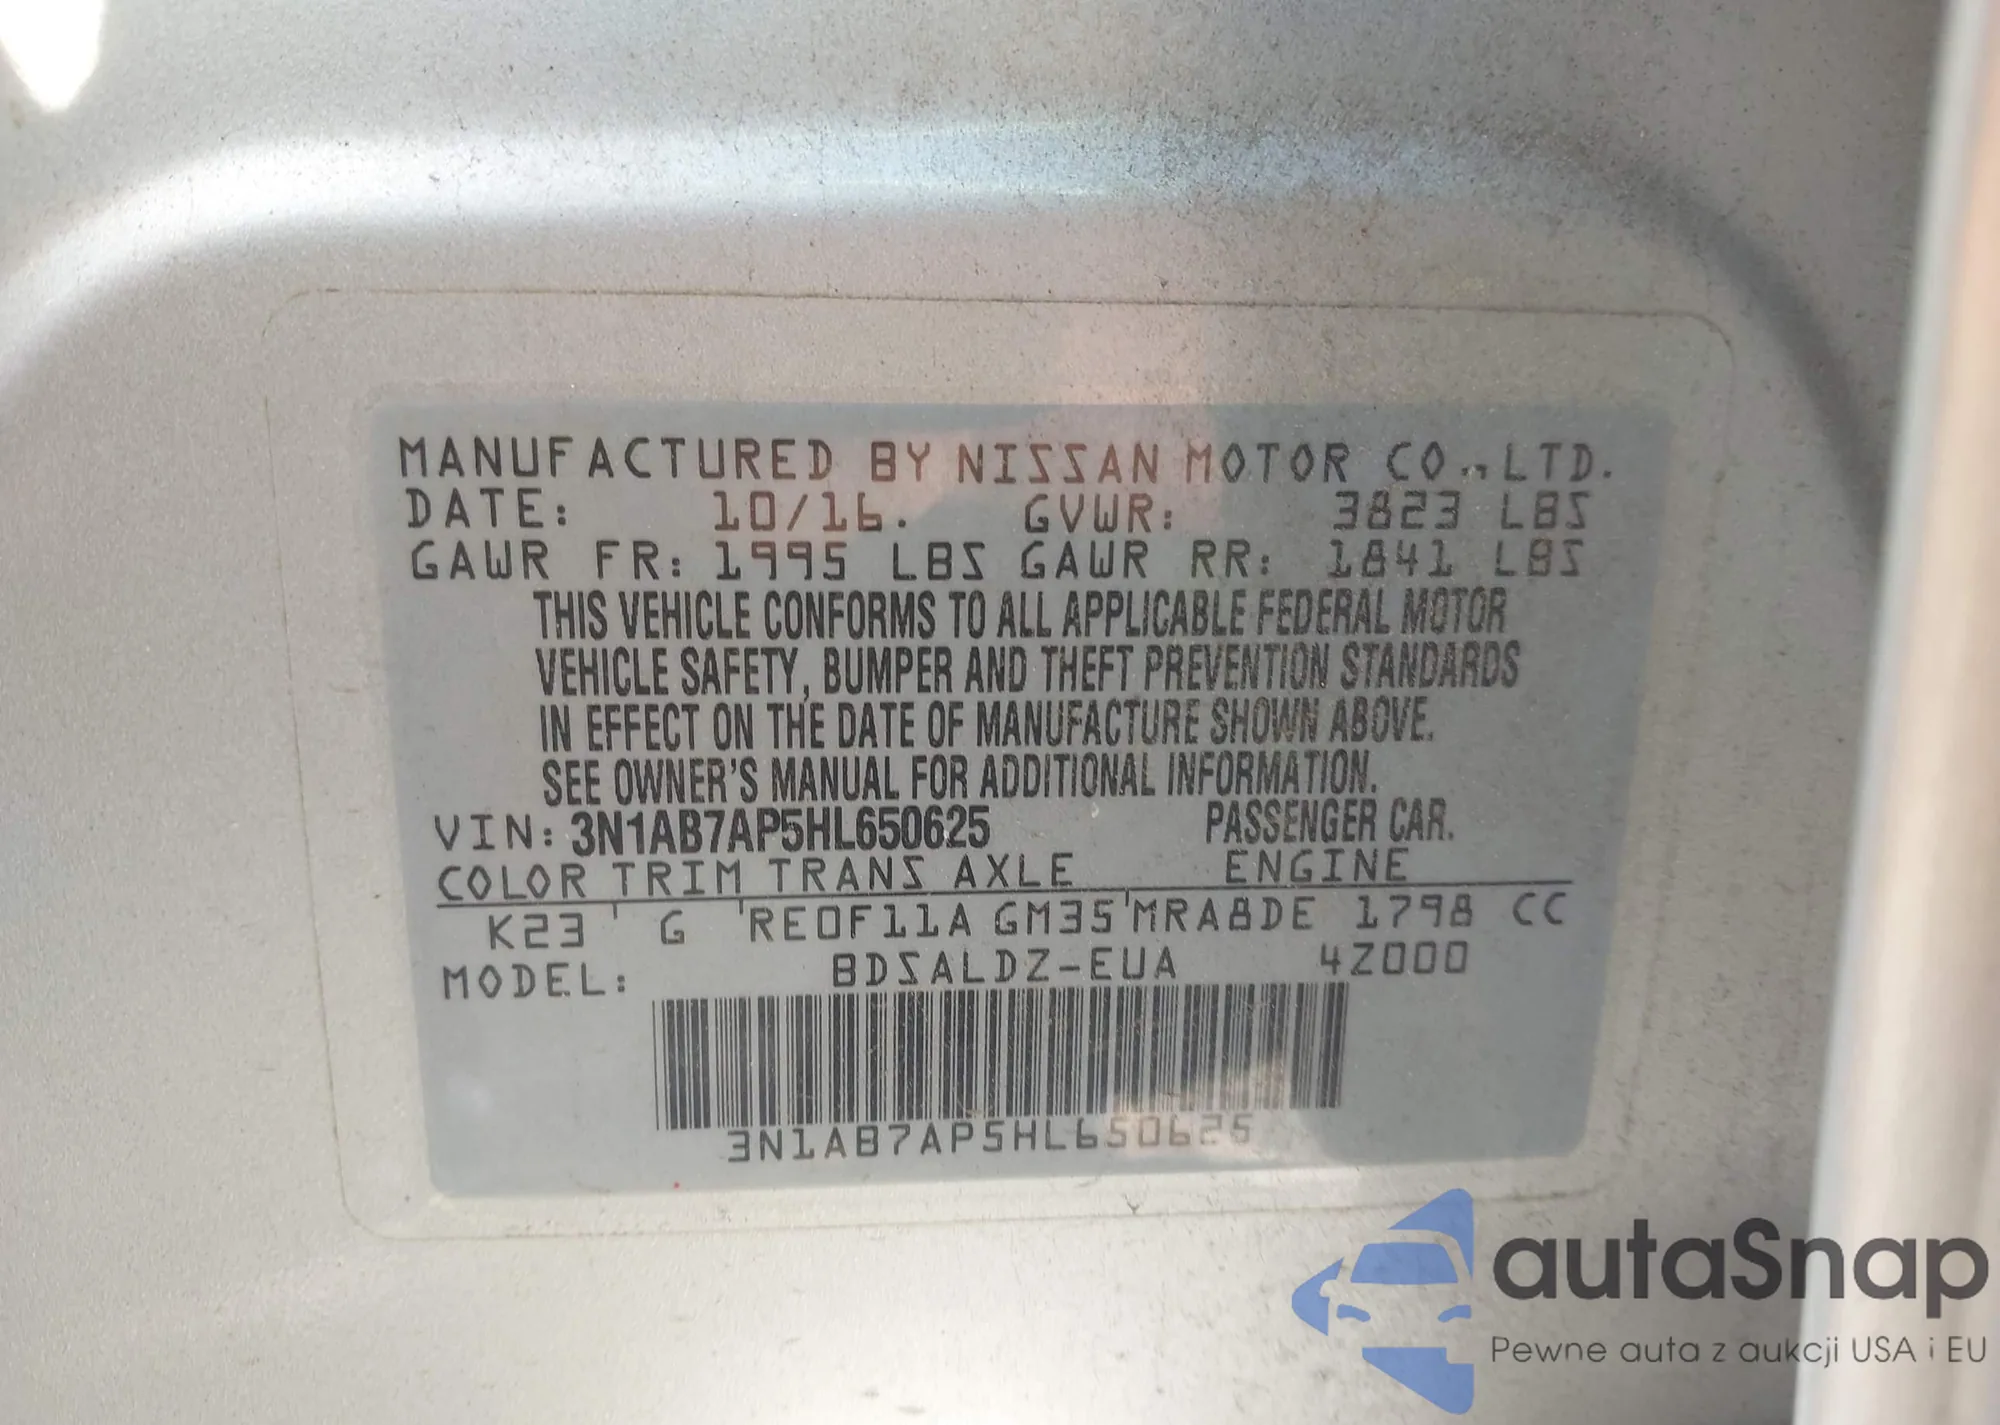 MANUFACTURED BY NISSAN MOTOR CO., LTD.
DATE: 10/16. GVWR: 3823 LBS
GAWR FR: 1995 LBS GAWR RR: 1841 LBS
THIS VEHICLE CONFORMS TO ALL APPLICABLE FEDERAL MOTOR
VEHICLE SAFETY, BUMPER AND THEFT PREVENTION STANDARDS
IN EFFECT ON THE DATE OF MANUFACTURE SHOWN ABOVE.
SEE OWNER'S MANUAL FOR ADDITIONAL INFORMATION.
VIN: 3N1AB7AP5HL650625 PASSENGER CAR.
COLOR TRIM TRANS AXLE ENGINE
K23 G RE0F11A GM35 MRA8DE 1798 CC
MODEL: BDSALDZ-EUA 4Z000
3N1AB7AP5HL650625
autaSnap
Pewne auta z aukcji USA i EU